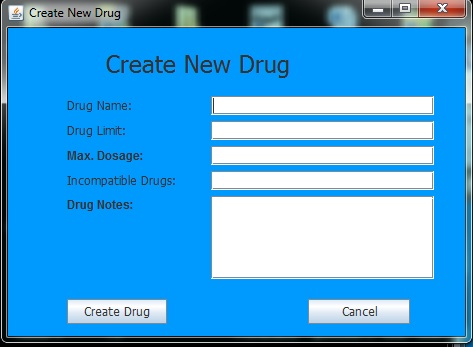 Create New Drug
Create New Drug
Drug Name:
Drug Limit:
Max. Dosage:
Incompatible Drugs:
Drug Notes:
Create Drug
Cancel